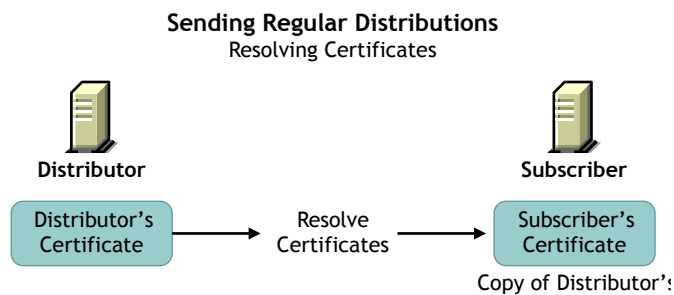 Sending Regular Distributions
Resolving Certificates
Distributor
Subscriber
Distributor's
Certificate
Resolve
Certificates
Subscriber's
Certificate
Copy of Distributor's